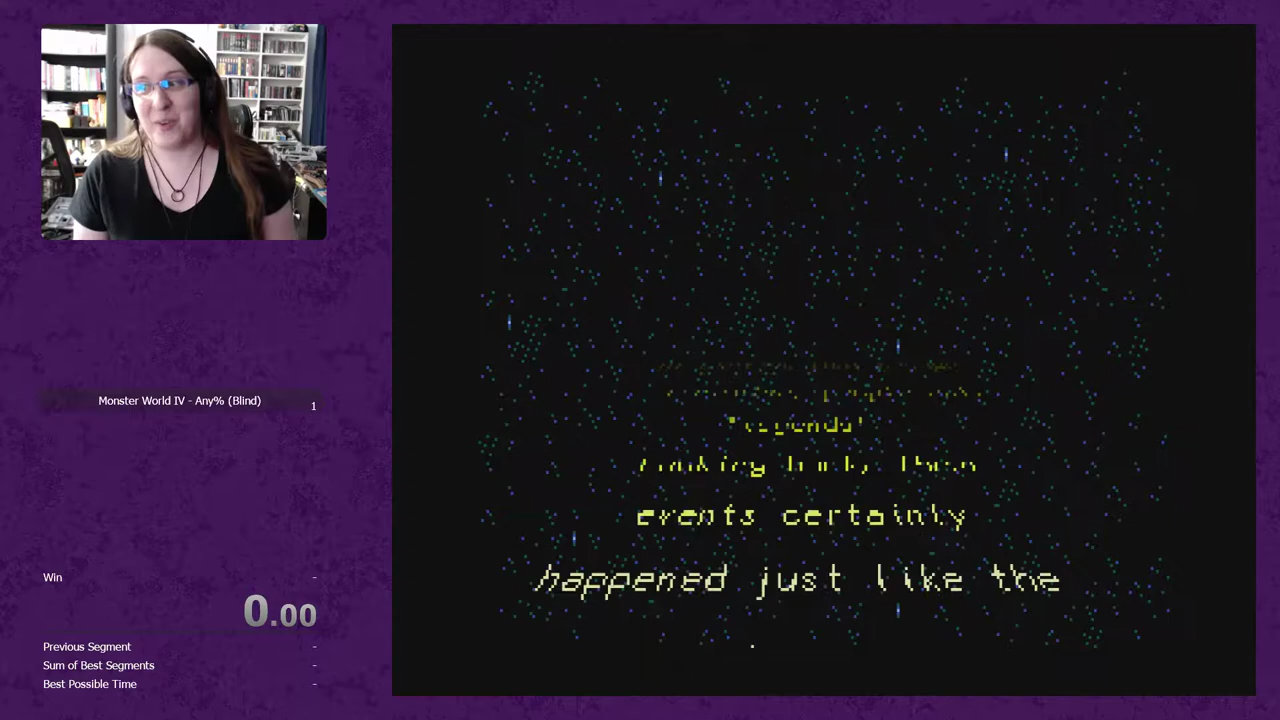 Monster World IV - Any% (Blind)
1
"legends"
looking back, then
events certainly
happened just like the
Win -
0.00
Previous Segment -
Sum of Best Segments -
Best Possible Time -